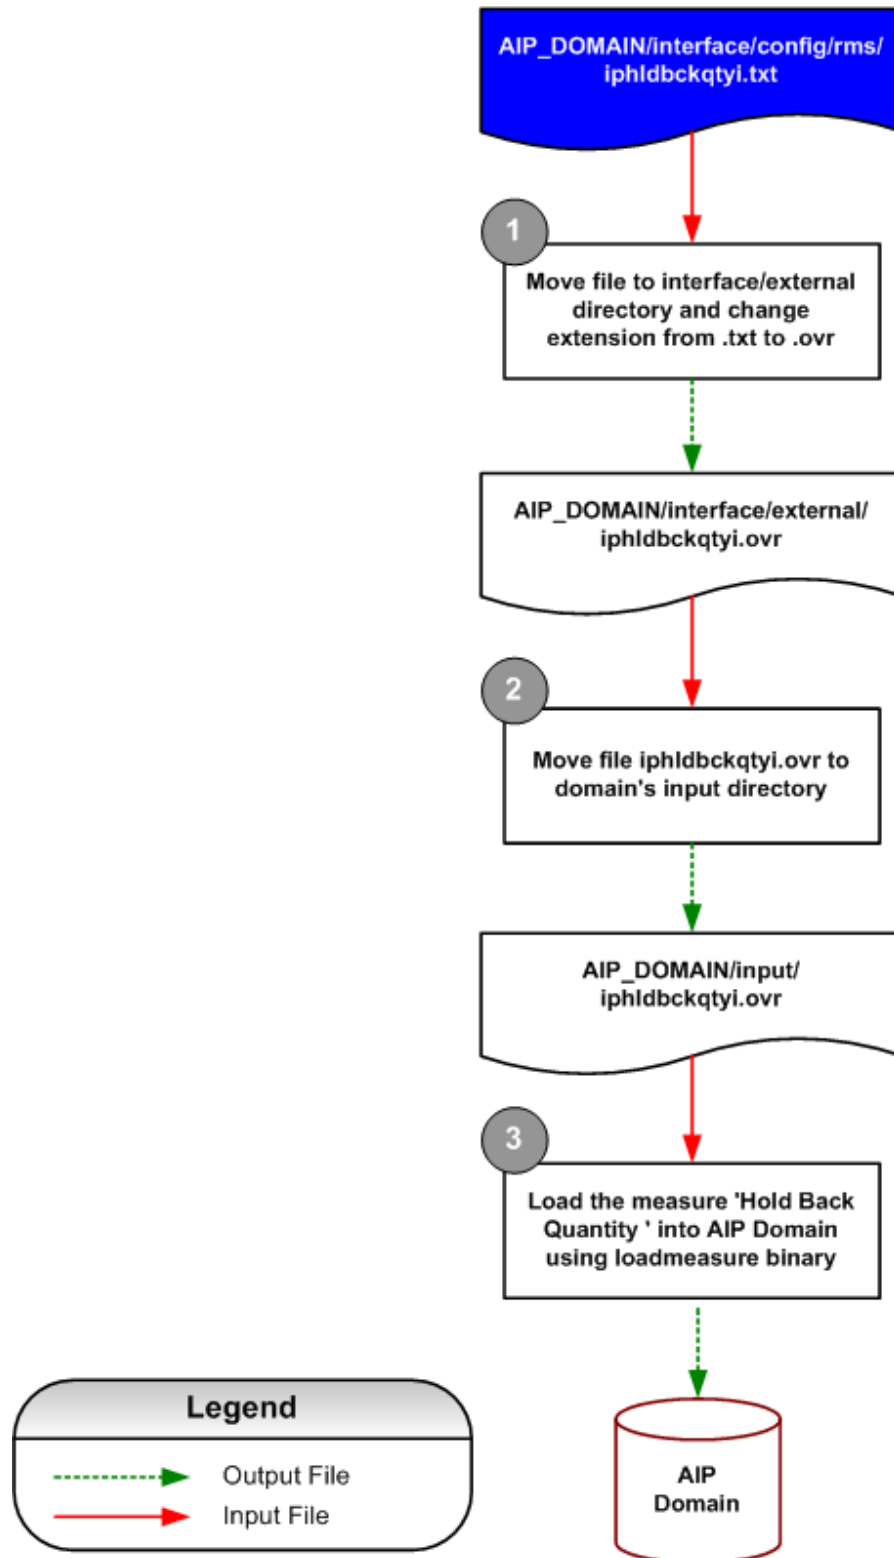 AIP_DOMAIN/interface/config/rms/
iphldbckqtyi.txt
1
Move file to interface/external
directory and change
extension from .txt to .ovr
AIP_DOMAIN/interface/external/
iphldbckqtyi.ovr
2
Move file iphldbckqtyi.ovr to
domain's input directory
AIP_DOMAIN/input/
iphldbckqtyi.ovr
3
Load the measure 'Hold Back
Quantity ' into AIP Domain
using loadmeasure binary
Legend
Output File
Input File
AIP
Domain